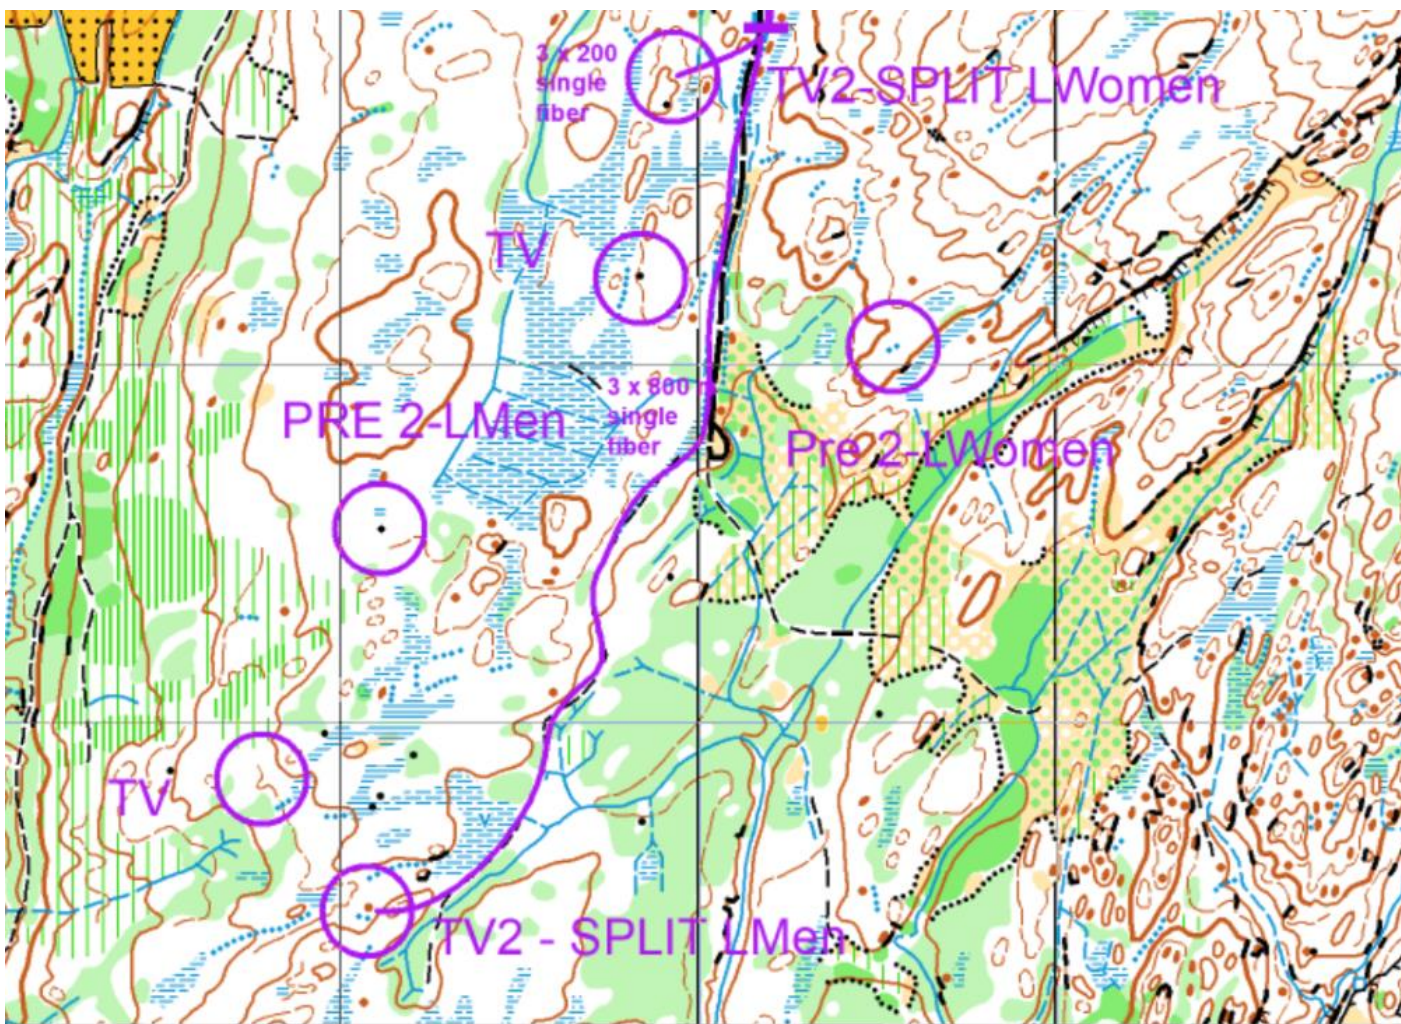 3 x 200
single
fiber
TV2-SPLIT LWomen
TV
3 x 800
single
fiber
PRE 2-LMen
Pre 2-LWomen
TV
TV2 - SPLIT LMen